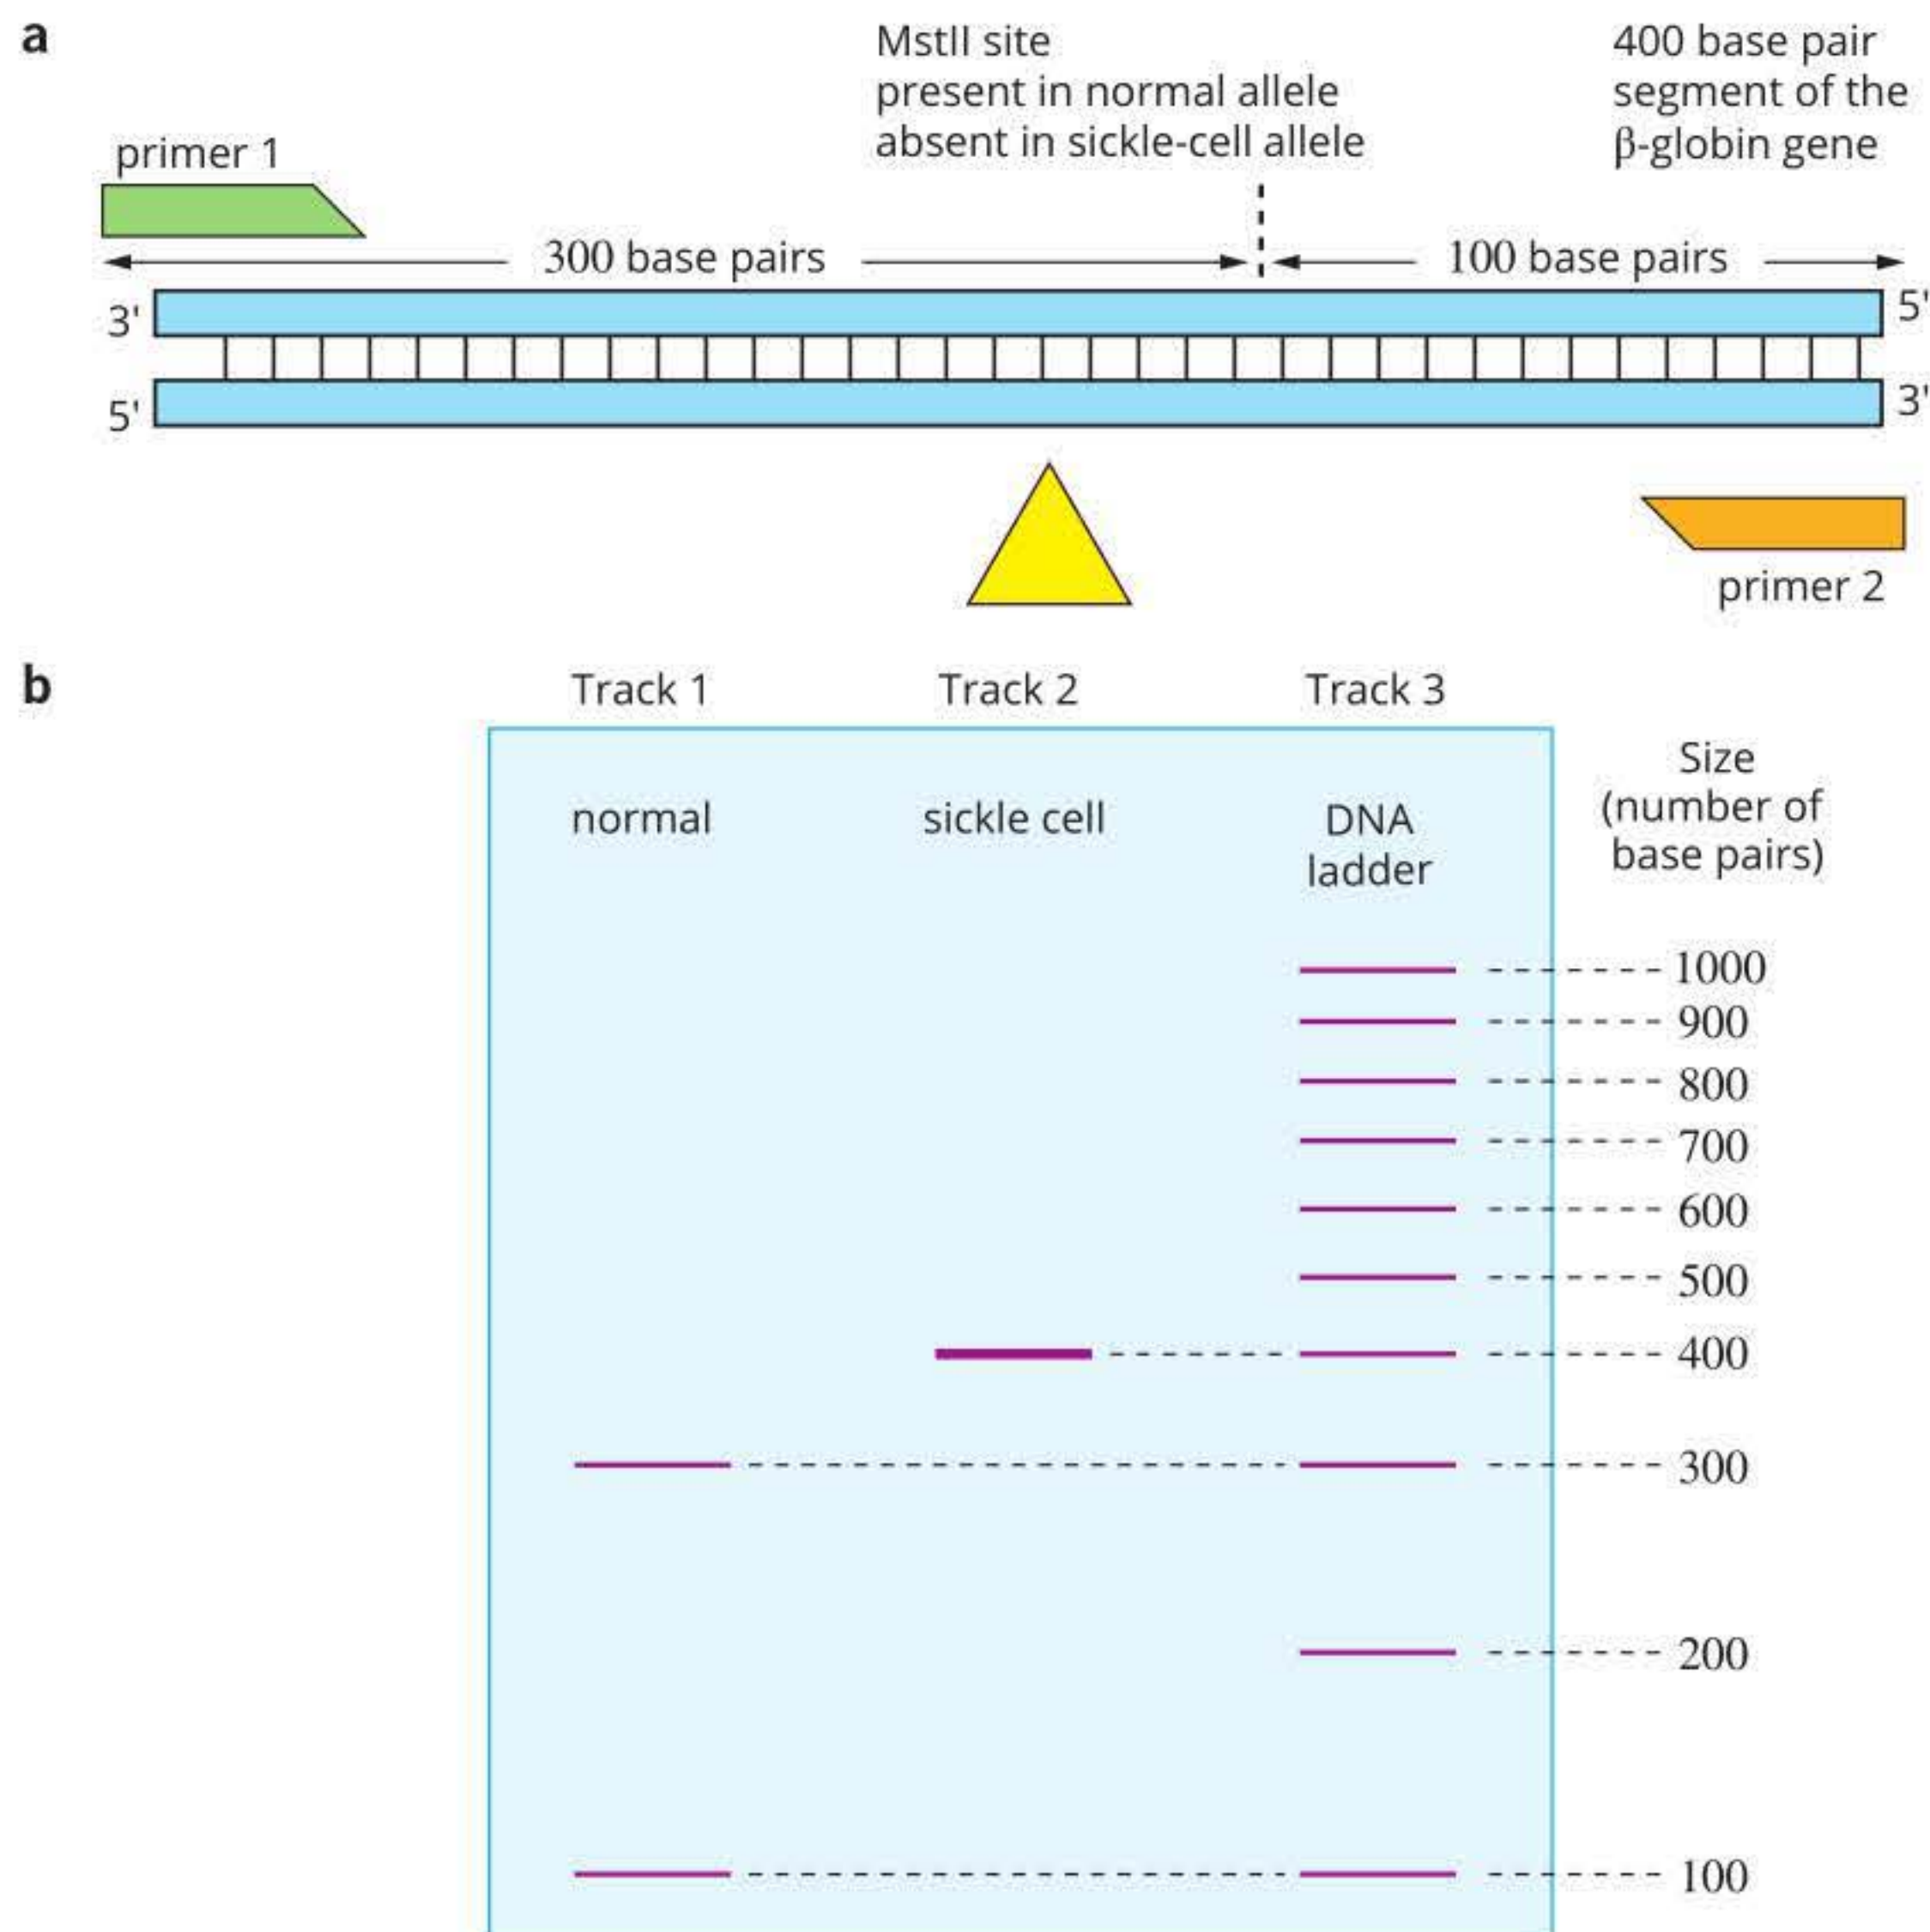 a
MstII site
present in normal allele
absent in sickle-cell allele
400 base pair
segment of the
β-globin gene
primer 1
300 base pairs
100 base pairs
3'
5'
5'
3'
primer 2
b
Track 1
Track 2
Track 3
normal
sickle cell
DNA
ladder
Size
(number of
base pairs)
1000
900
800
700
600
500
400
300
200
100